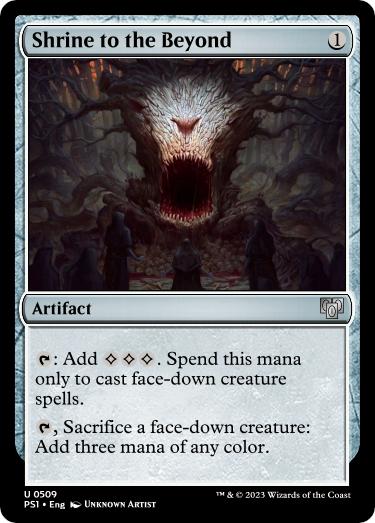 Shrine to the Beyond 1
Artifact
: Add . Spend this mana
only to cast face-down creature
spells.
, Sacrifice a face-down creature:
Add three mana of any color.
U 0509
PS1 • Eng Unknown Artist
™ & © 2023 Wizards of the Coast